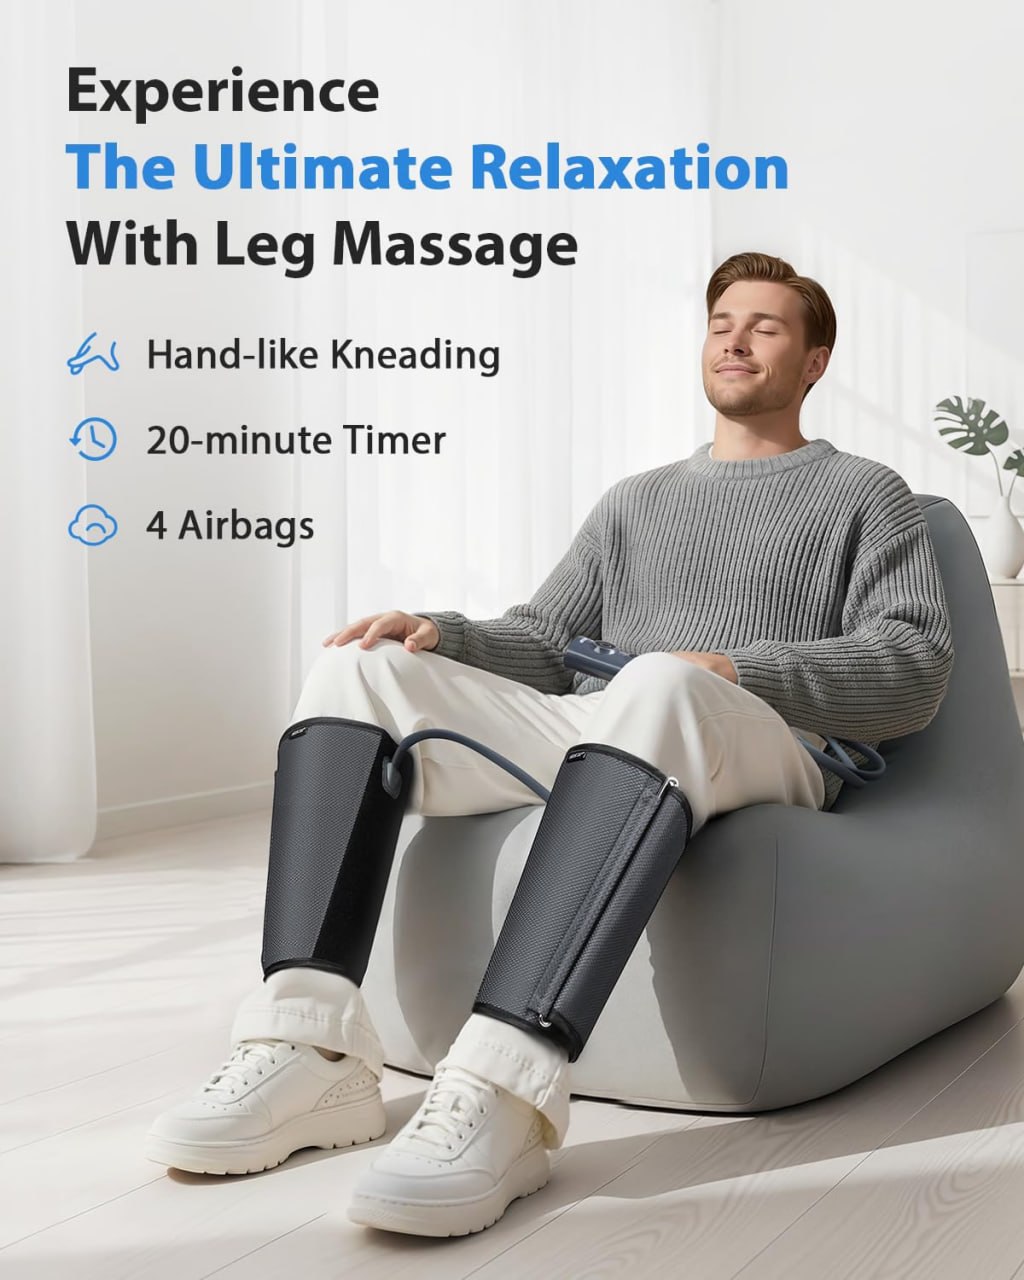 Experience
The Ultimate Relaxation
With Leg Massage
Hand-like Kneading
20-minute Timer
4 Airbags